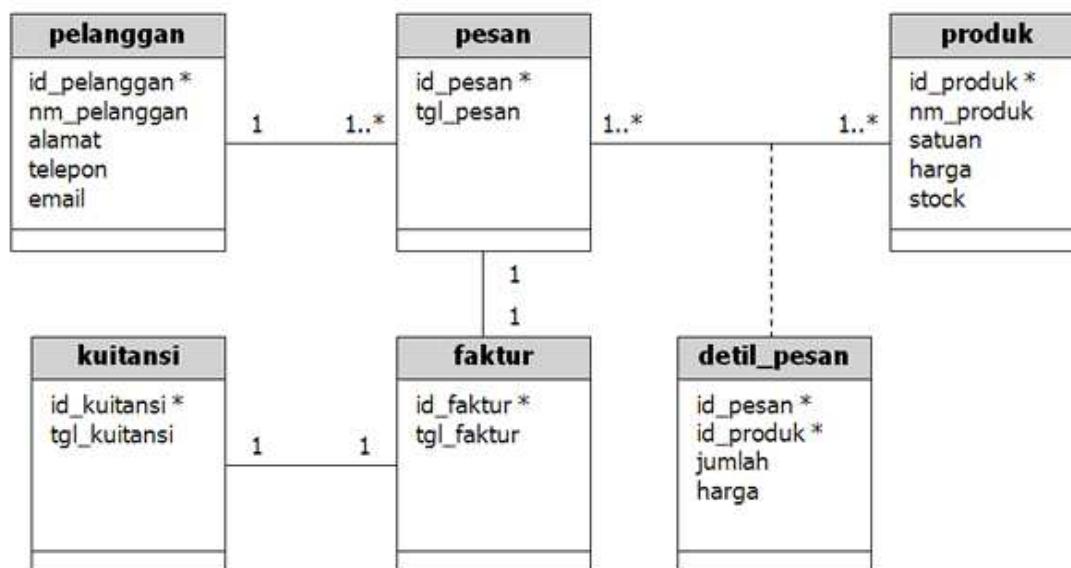 pelanggan
id_pelanggan *
nm_pelanggan
alamat
telepon
email
1
1..*
pesan
id_pesan *
tgl_pesan
1..*
1..*
produk
id_produk *
nm_produk
satuan
harga
stock
1
1
kuitansi
id_kuitansi *
tgl_kuitansi
1
1
faktur
id_faktur *
tgl_faktur
detil_pesan
id_pesan *
id_produk *
jumlah
harga